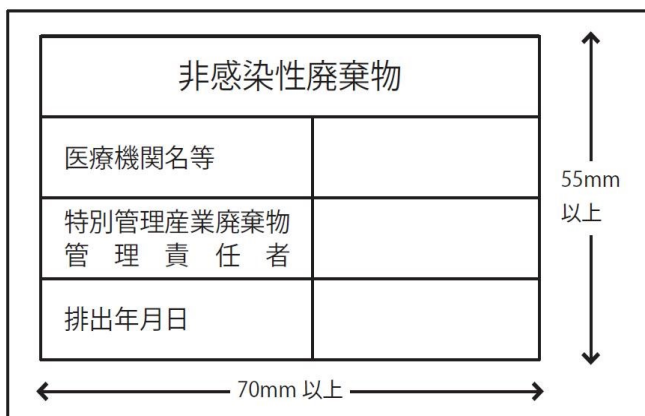 非感染性廃棄物
医療機関名等
特別管理産業廃棄物
管理責任者
排出年月日
55mm
以上
70mm 以上